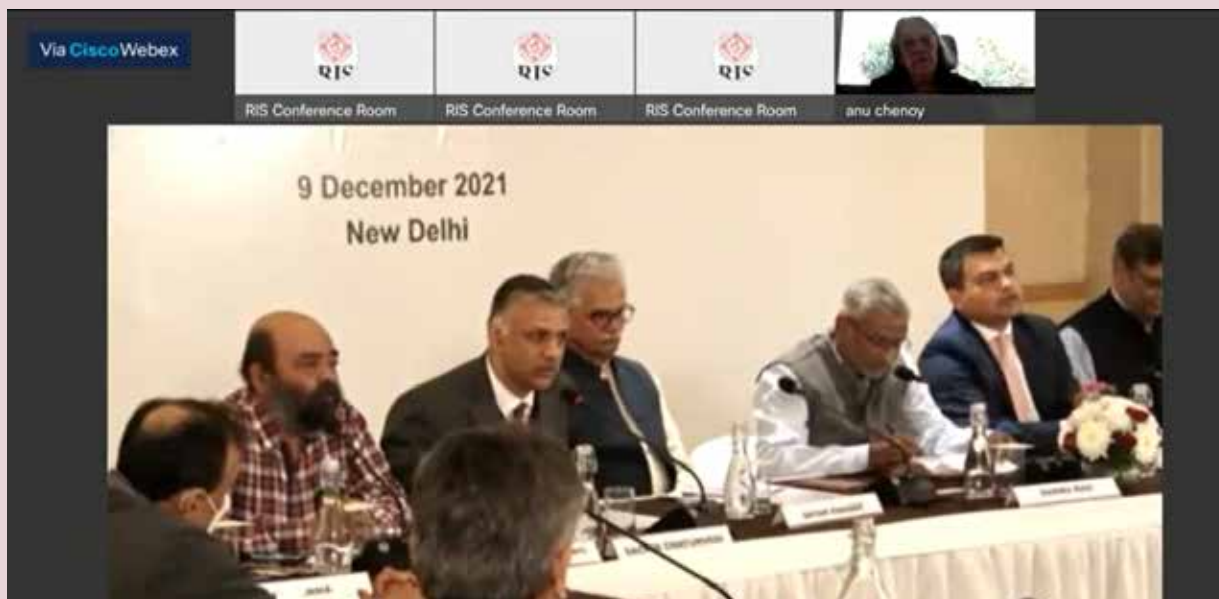 Via CiscoWebex
RIS
RIS
RIS
RIS Conference Room
RIS Conference Room
RIS Conference Room
anu chenoy
9 December 2021
New Delhi
JHA